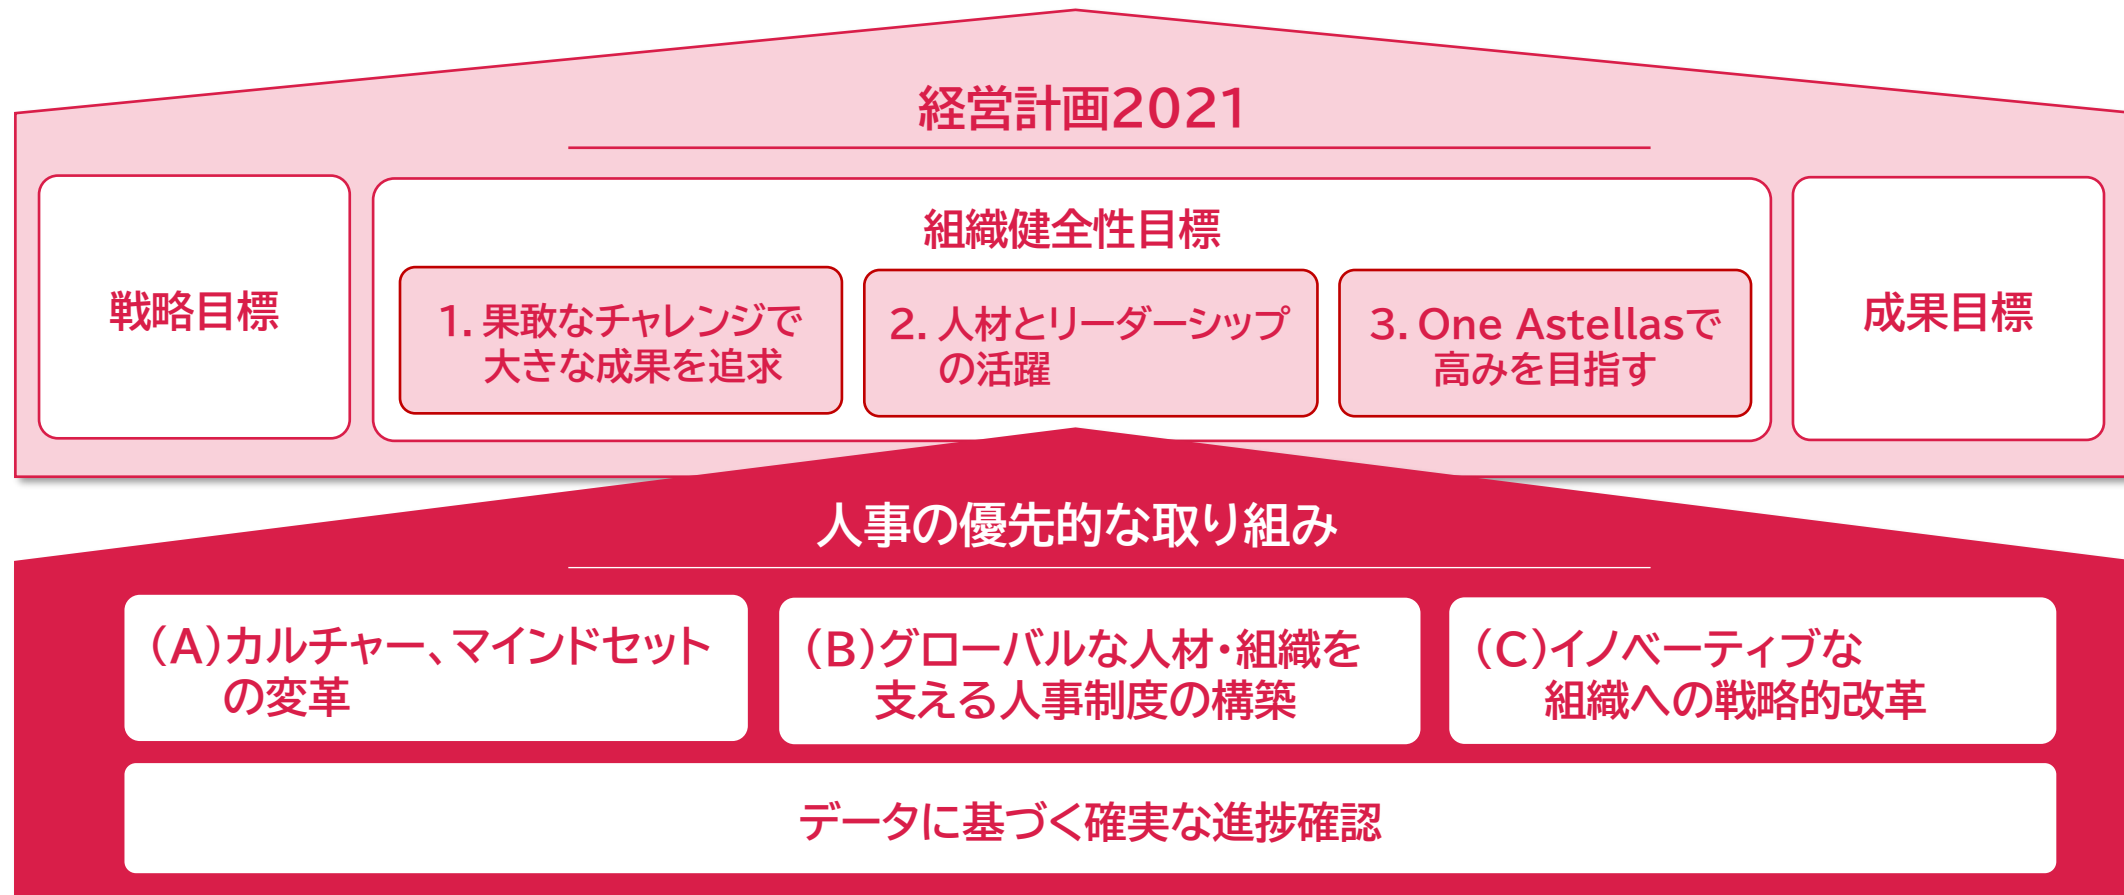 経営計画2021
戦略目標
組織健全性目標
1. 果敢なチャレンジで
大きな成果を追求
2. 人材とリーダーシップ
の活躍
3. One Astellasで
高みを目指す
成果目標
人事の優先的な取り組み
(A)カルチャー、マインドセット
の変革
(B)グローバルな人材・組織を
支える人事制度の構築
(C)イノベーティブな
組織への戦略的改革
データに基づく確実な進捗確認